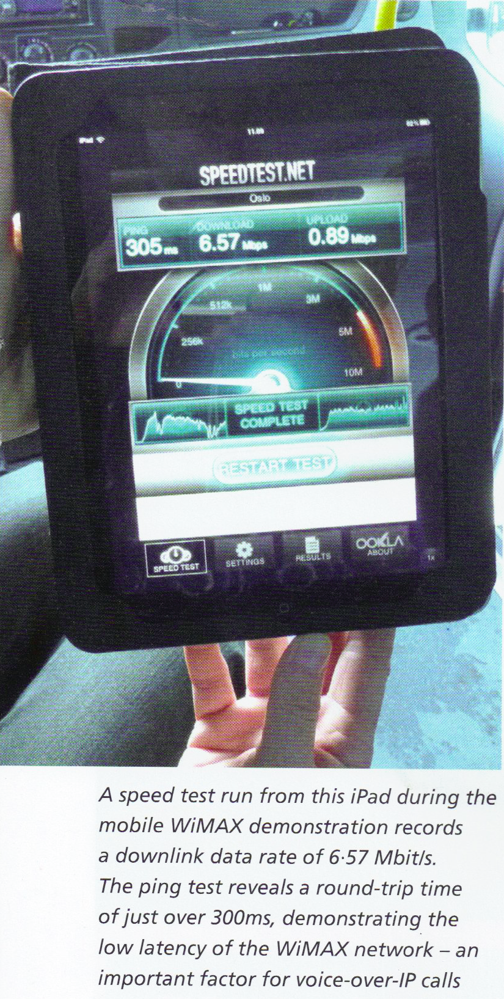 iPad
11.09
82%
SPEEDTEST.NET
Oslo
PING DOWNLOAD UPLOAD
305 ms 6.57 Mbps 0.89 Mbps
1M
512k 3M
256k 5M
bits per second
0 10M
SPEED TEST
COMPLETE
RESTART TEST
SPEED TEST SETTINGS RESULTS OOKLA
ABOUT
1x
A speed test run from this iPad during the
mobile WiMAX demonstration records
a downlink data rate of 6·57 Mbit/s.
The ping test reveals a round-trip time
of just over 300ms, demonstrating the
low latency of the WiMAX network – an
important factor for voice-over-IP calls